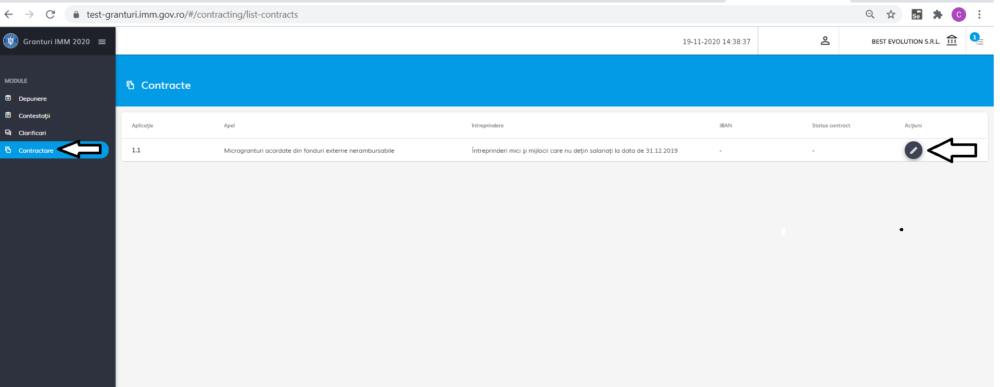 test-granturi.imm.gov.ro/#/contracting/list-contracts
Se
C
Granturi IMM 2020
19-11-2020 14:38:37
BEST EVOLUTION S.R.L.
1
MODULE
Depunere
Contestații
Clarificari
Contractare
Contracte
Aplicație Apel Întreprindere IBAN Status contract Acțiuni
1.1 Microgranturi acordate din fonduri externe nerambursabile Întreprinderi mici și mijlocii care nu dețin salariați la data de 31.12.2019 - -